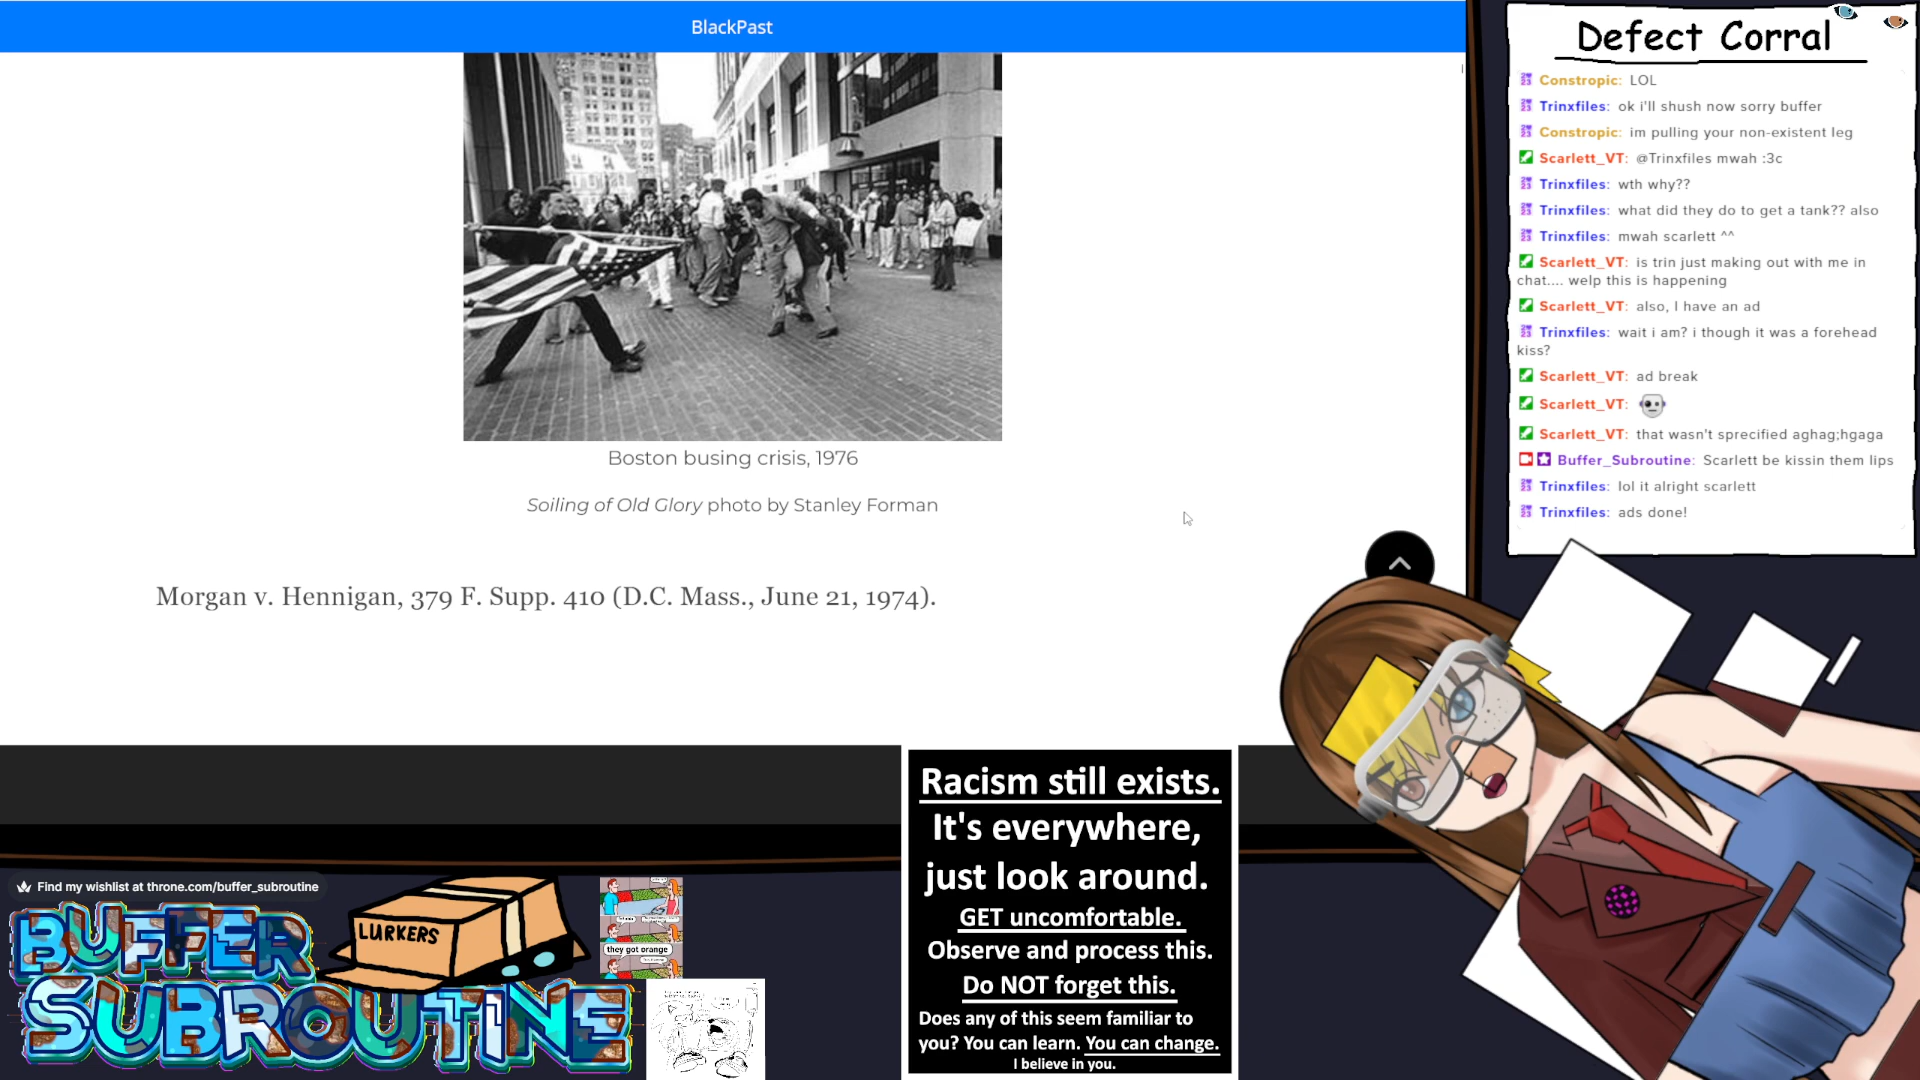 BlackPast
Boston busing crisis, 1976
Soiling of Old Glory photo by Stanley Forman
Morgan v. Hennigan, 379 F. Supp. 410 (D.C. Mass., June 21, 1974).
Defect Corral
Constropic: LOL
Trinxfiles: ok i'll shush now sorry buffer
Constropic: im pulling your non-existent leg
Scarlett_VT: @Trinxfiles mwah :3c
Trinxfiles: wth why??
Trinxfiles: what did they do to get a tank?? also
Trinxfiles: mwah scarlett ^^
Scarlett_VT: is trin just making out with me in
chat.... welp this is happening
Scarlett_VT: also, I have an ad
Trinxfiles: wait i am? i though it was a forehead
kiss?
Scarlett_VT: ad break
Scarlett_VT:
Scarlett_VT: that wasn't sprecified aghag;hgaga
Buffer_Subroutine: Scarlett be kissin them lips
Trinxfiles: lol it alright scarlett
Trinxfiles: ads done!
Find my wishlist at throne.com/buffer_subroutine
BUFFER
SUBROUTINE
LURKERS
they got orange
Racism still exists.
It's everywhere,
just look around.
GET uncomfortable.
Observe and process this.
Do NOT forget this.
Does any of this seem familiar to
you? You can learn. You can change.
I believe in you.